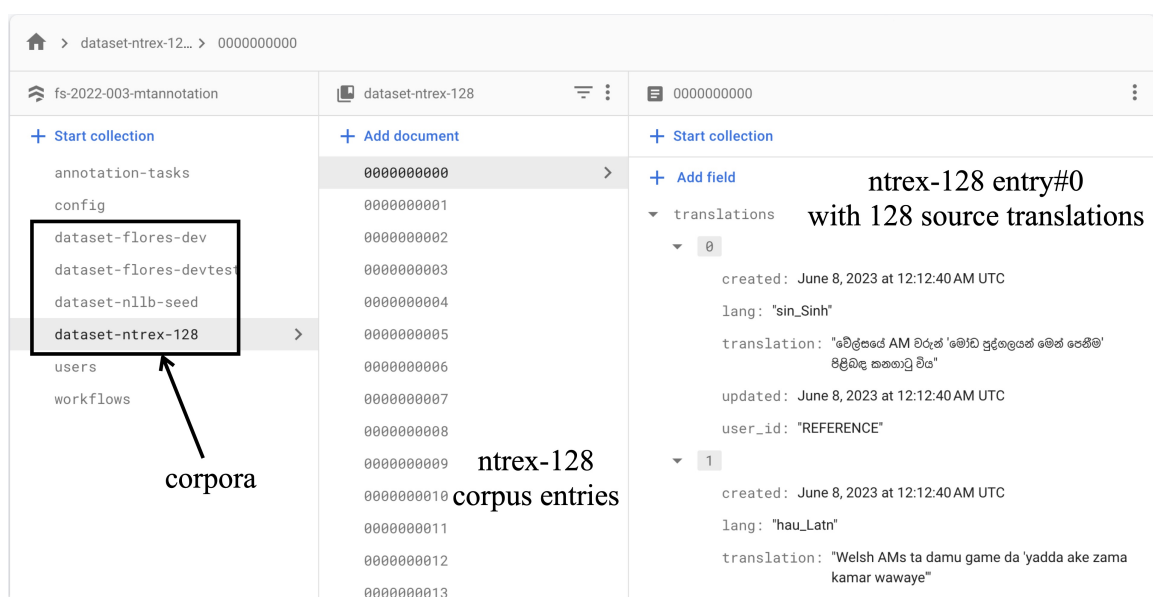 dataset-ntrex-12… > 0000000000
fs-2022-003-mtannotation
Start collection
annotation-tasks
config
dataset-flores-dev
dataset-flores-devtest
dataset-nllb-seed
dataset-ntrex-128
users
workflows
corpora
dataset-ntrex-128
Add document
0000000000
0000000001
0000000002
0000000003
0000000004
0000000005
0000000006
0000000007
0000000008
0000000009
0000000010
0000000011
0000000012
0000000013
ntrex-128
corpus entries
0000000000
Start collection
Add field
ntrex-128 entry#0
with 128 source translations
translations
0
created: June 8, 2023 at 12:12:40 AM UTC
lang: "sin_Sinh"
translation: "වේල්සයේ AM වරුන් 'මෝඩ පුද්ගලයන් මෙන් පෙනීම'
පිළිබඳ කනගාටු විය"
updated: June 8, 2023 at 12:12:40 AM UTC
user_id: "REFERENCE"
1
created: June 8, 2023 at 12:12:40 AM UTC
lang: "hau_Latn"
translation: "Welsh AMs ta damu game da 'yadda ake zama
kamar wawaye'"